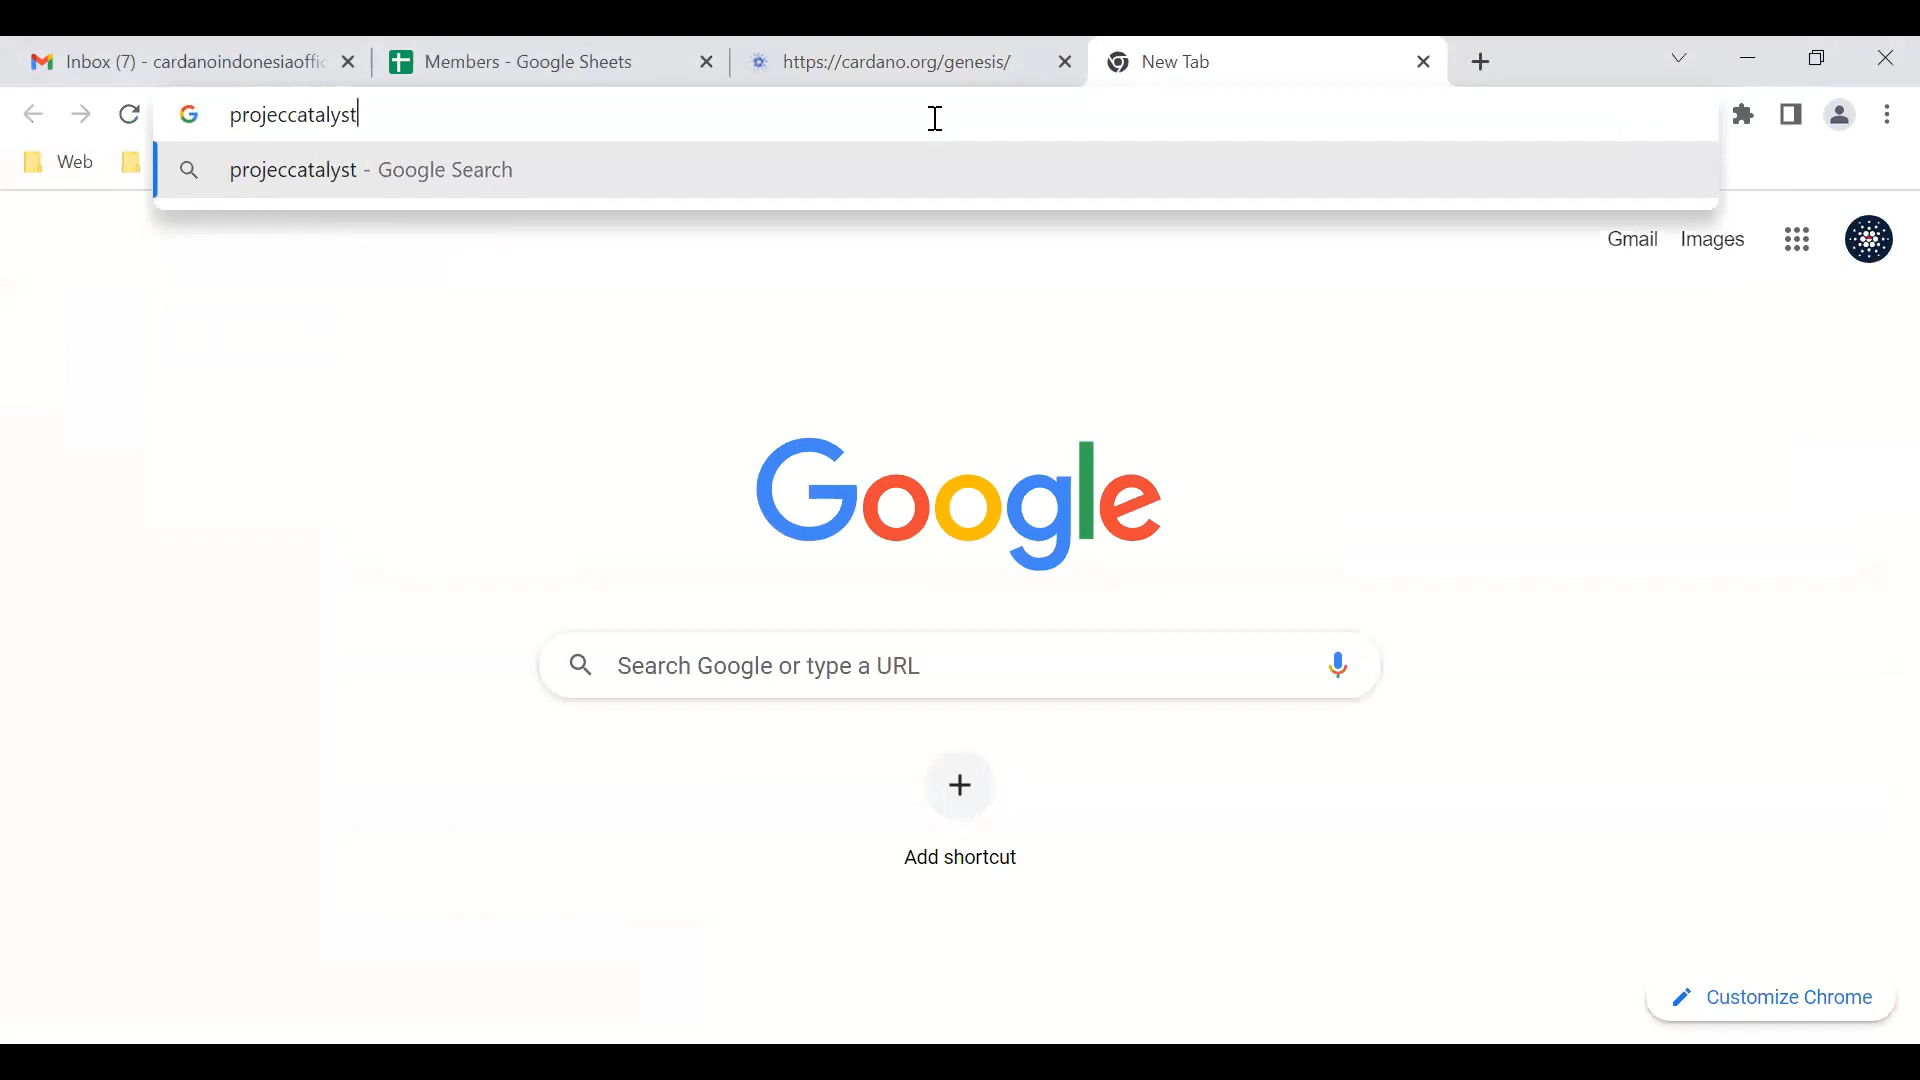 Inbox (7) - cardanoindonesiaoffic
Members - Google Sheets
https://cardano.org/genesis/
New Tab
projeccatalyst
Web
projeccatalyst - Google Search
Gmail Images
Google
Search Google or type a URL
Add shortcut
Customize Chrome